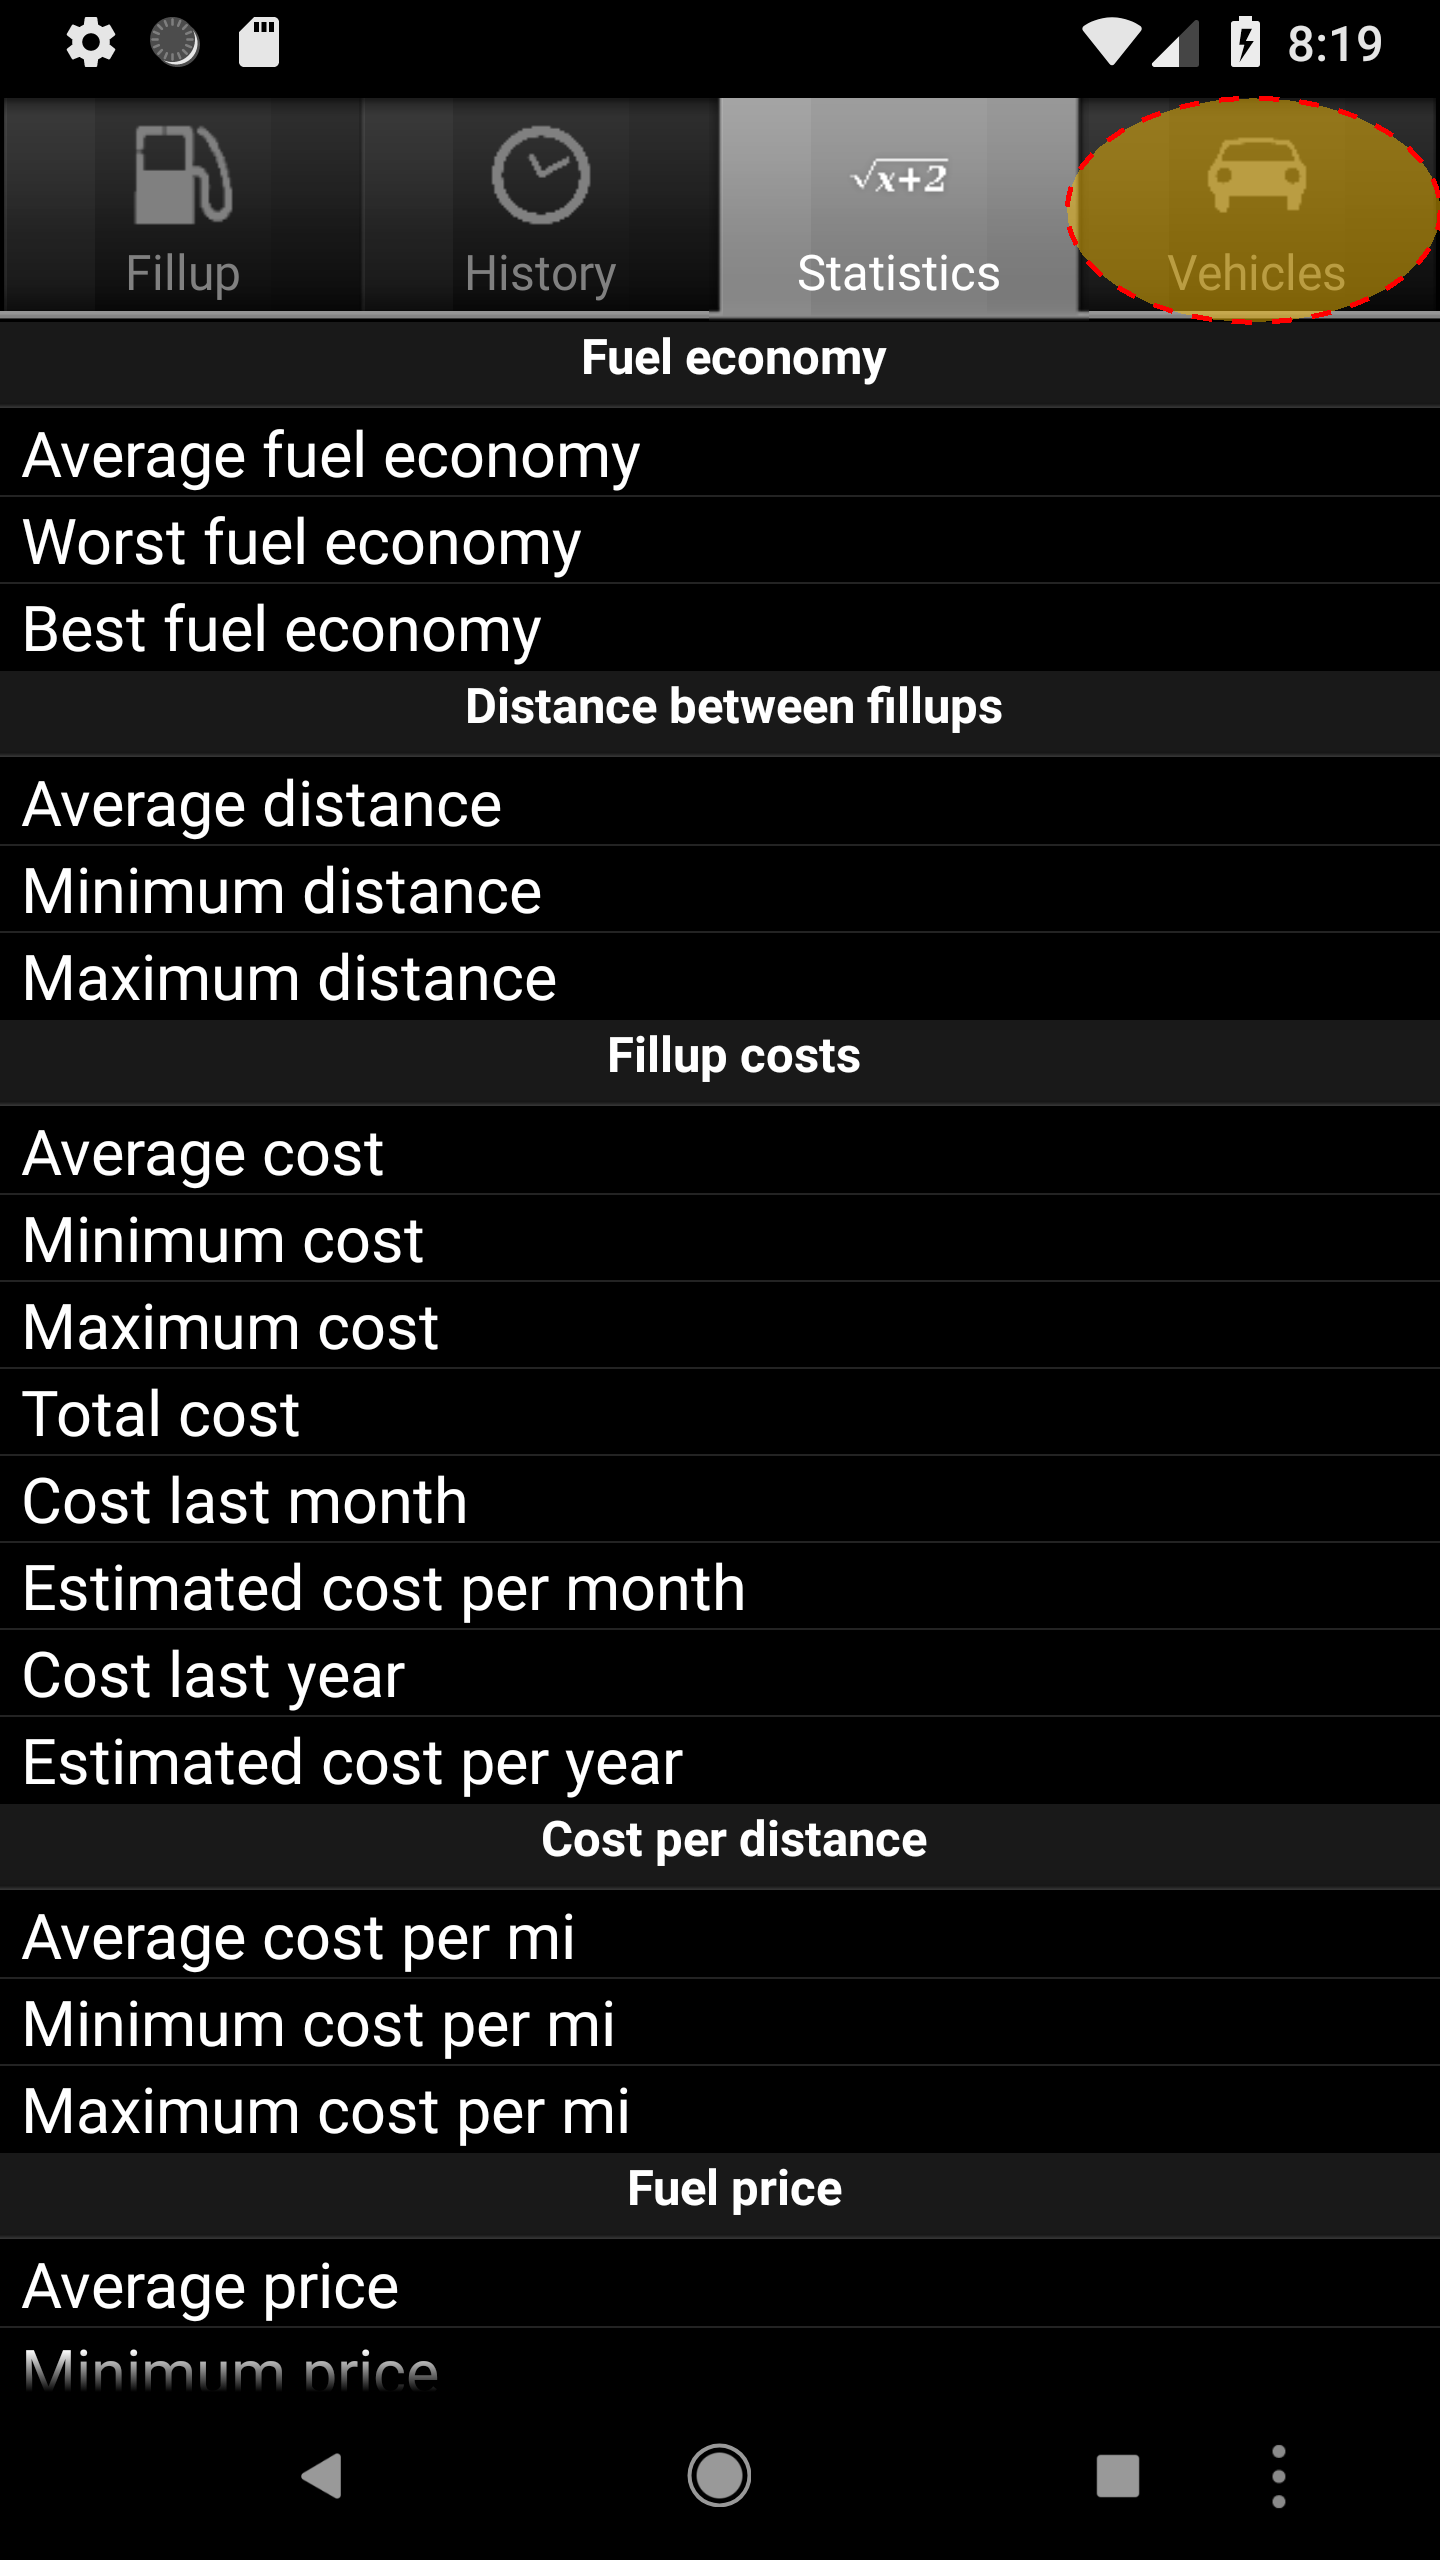 8:19
√x+2
Fillup History Statistics Vehicles
Fuel economy
Average fuel economy
Worst fuel economy
Best fuel economy
Distance between fillups
Average distance
Minimum distance
Maximum distance
Fillup costs
Average cost
Minimum cost
Maximum cost
Total cost
Cost last month
Estimated cost per month
Cost last year
Estimated cost per year
Cost per distance
Average cost per mi
Minimum cost per mi
Maximum cost per mi
Fuel price
Average price
Minimum price